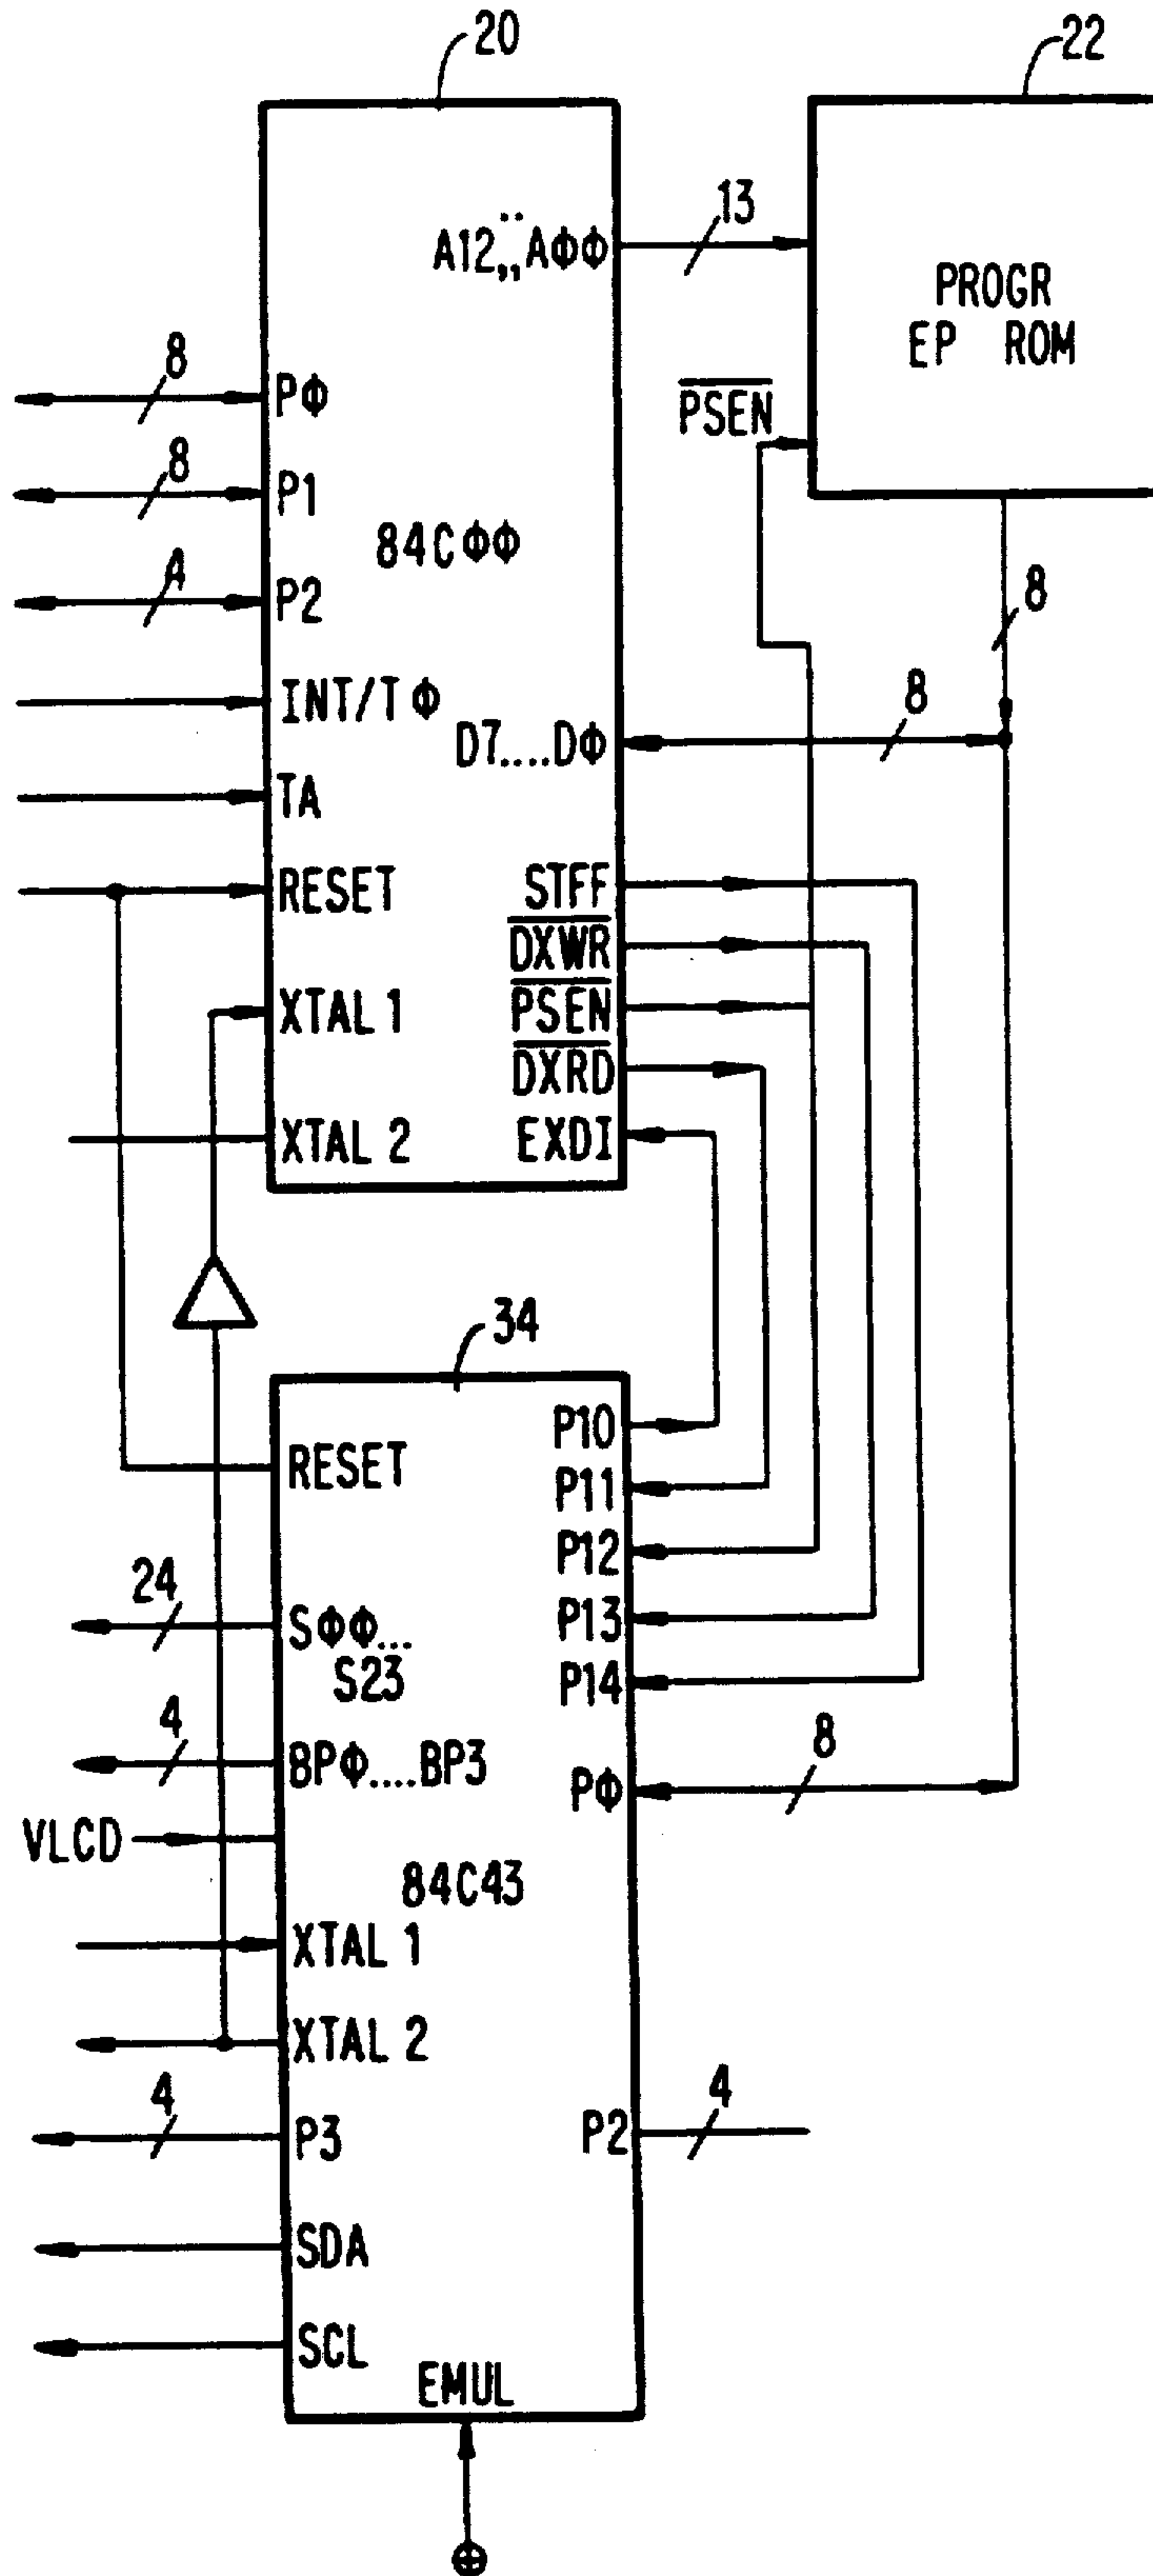 20
22
13
A12,,¨AΦΦ
PROGR
EP ROM
8
PΦ
PSEN
8
P1
84CΦΦ
4
P2
8
INT/TΦ
8
D7....DΦ
TA
RESET
STFF
DXWR
XTAL 1
PSEN
DXRD
XTAL 2
EXDI
34
P10
RESET
P11
P12
24
SΦΦ...
S23
P13
P14
4
BPΦ....BP3
8
PΦ
VLCD
84C43
XTAL 1
XTAL 2
4
P3
P2
4
SDA
SCL
EMUL
⊕